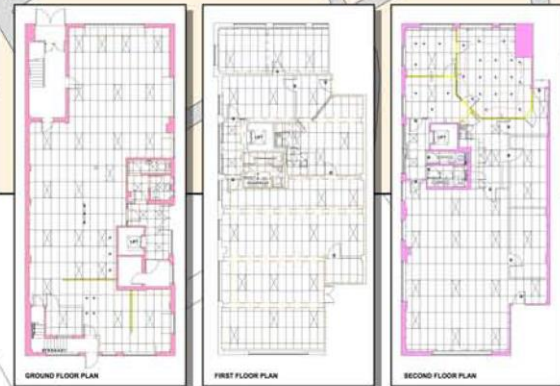 LIFT
LIFT
LIFT
GROUND FLOOR PLAN
FIRST FLOOR PLAN
SECOND FLOOR PLAN